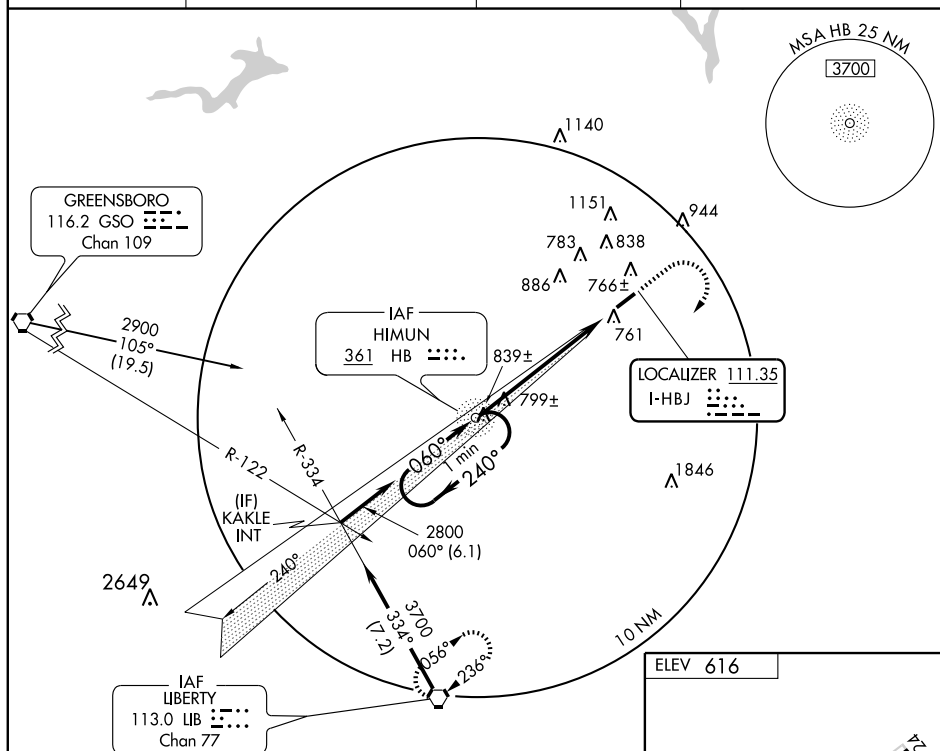 MSA HB 25 NM
3700
1140
GREENSBORO
116.2 GSO
Chan 109
1151
944
783
838
886
766±
2900
105°
(19.5)
IAF
HIMUN
361 HB
839±
761
799±
LOCALIZER 111.35
I-HBJ
R-334
R-122
060°
1 min
240°
1846
(IF)
KAKLE
INT
2800
060° (6.1)
240°
2649
3700
334°
(7.2)
056°
236°
10 NM
IAF
LIBERTY
113.0 LIB
Chan 77
ELEV 616
24